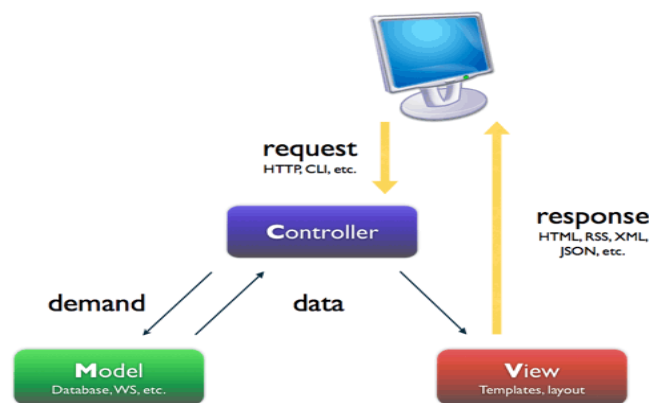 request
HTTP, CLI, etc.
response
HTML, RSS, XML,
JSON, etc.
Controller
demand
data
Model
Database, WS, etc.
View
Templates, layout